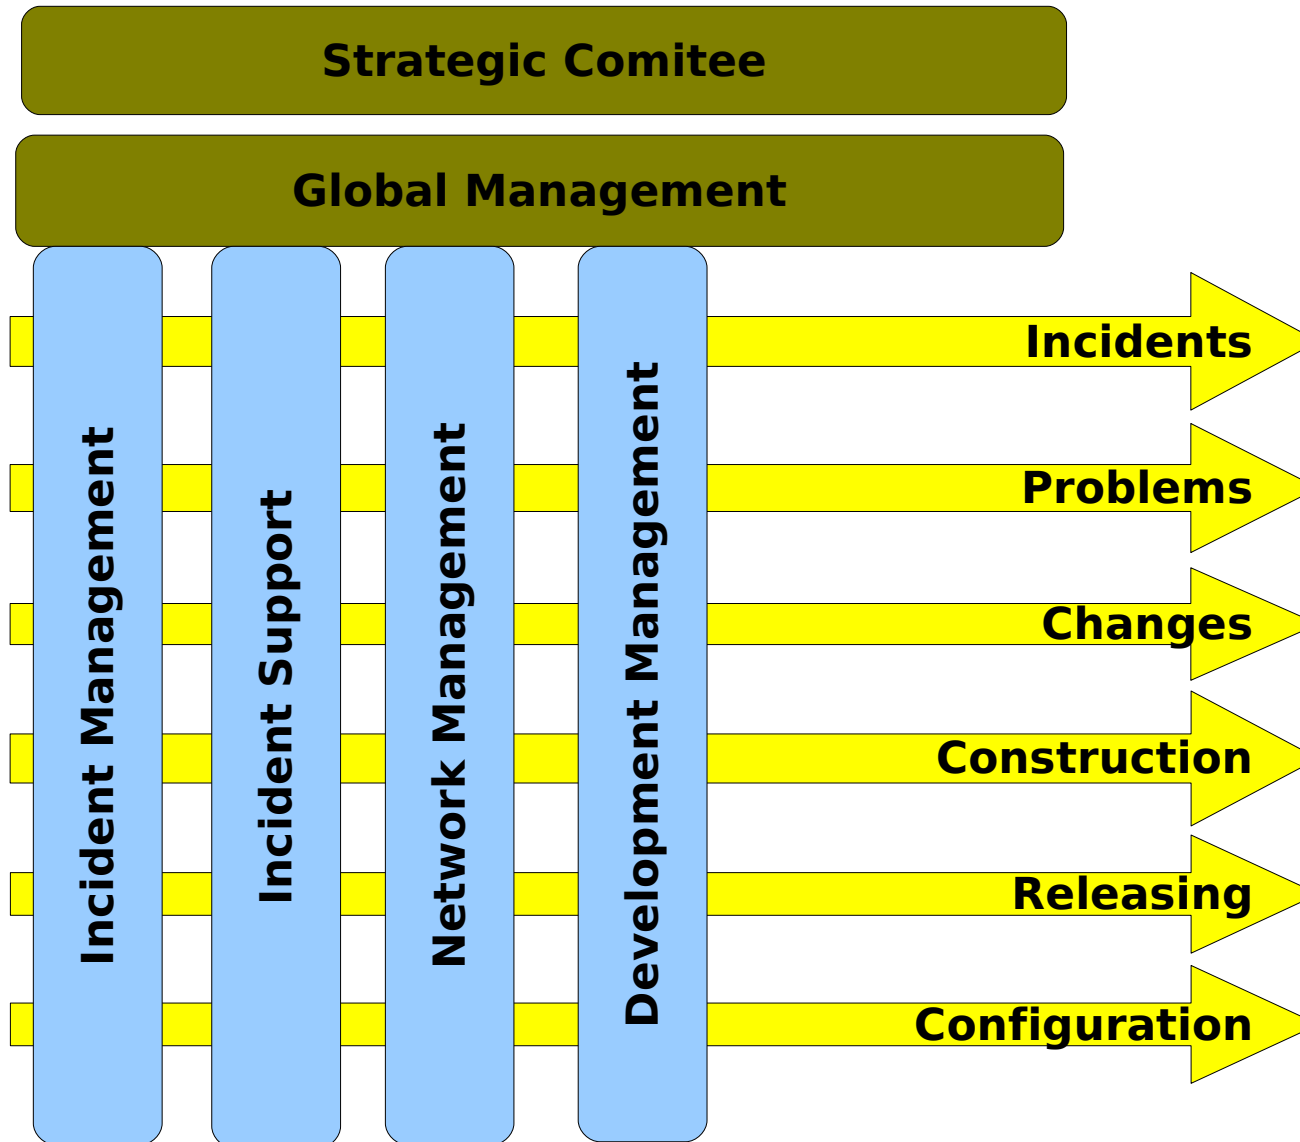 Strategic Comitee
Global Management
Incident Management
Incident Support
Network Management
Development Management
Incidents
Problems
Changes
Construction
Releasing
Configuration